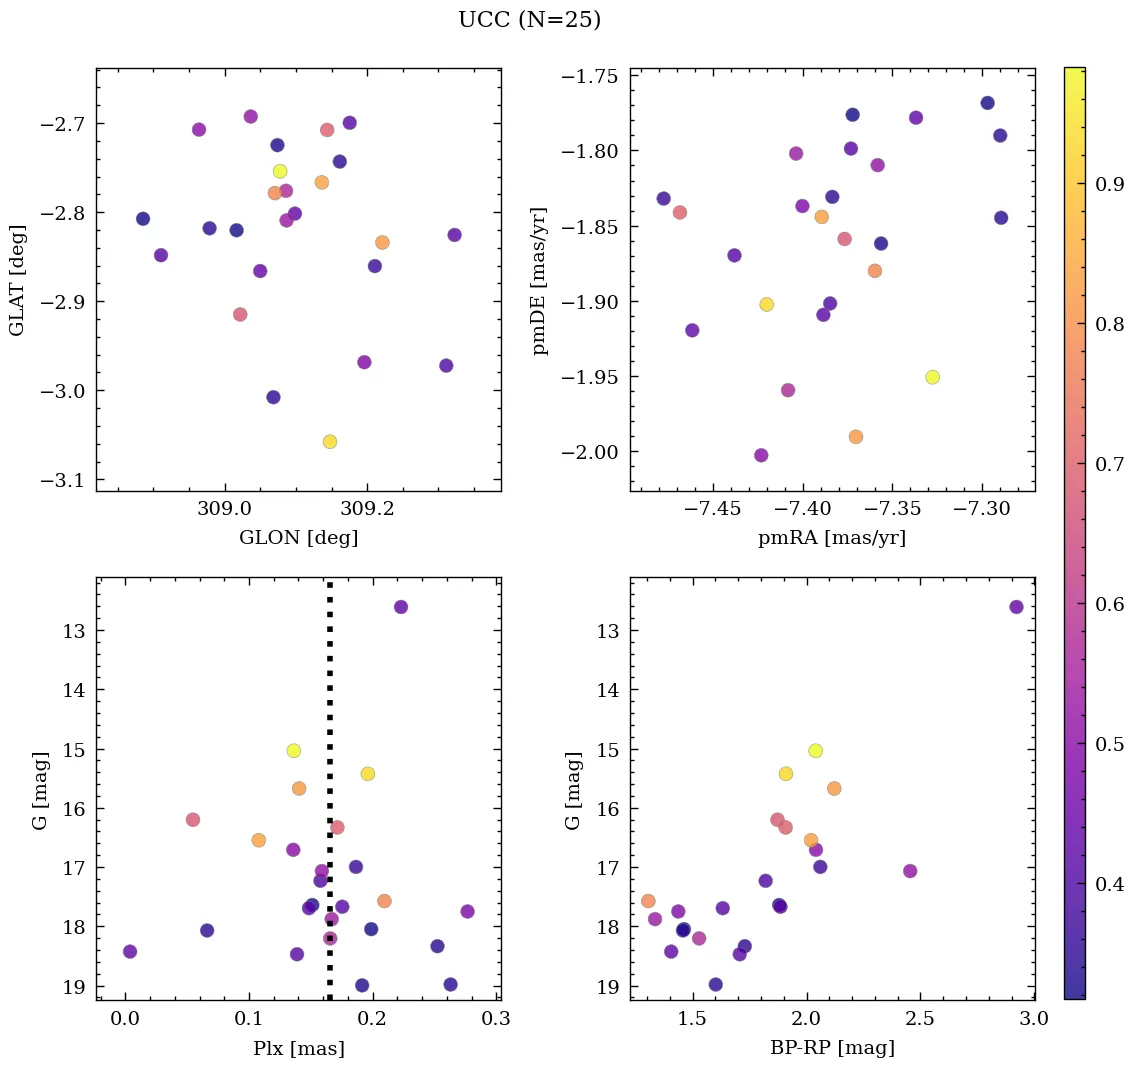 UCC (N=25)
−2.7
−2.8
−2.9
−3.0
−3.1
GLAT [deg]
309.0 309.2
GLON [deg]
−1.75
−1.80
−1.85
−1.90
−1.95
−2.00
pmDE [mas/yr]
−7.45 −7.40 −7.35 −7.30
pmRA [mas/yr]
13
14
15
16
17
18
19
G [mag]
0.0 0.1 0.2 0.3
Plx [mas]
13
14
15
16
17
18
19
G [mag]
1.5 2.0 2.5 3.0
BP-RP [mag]
0.9
0.8
0.7
0.6
0.5
0.4